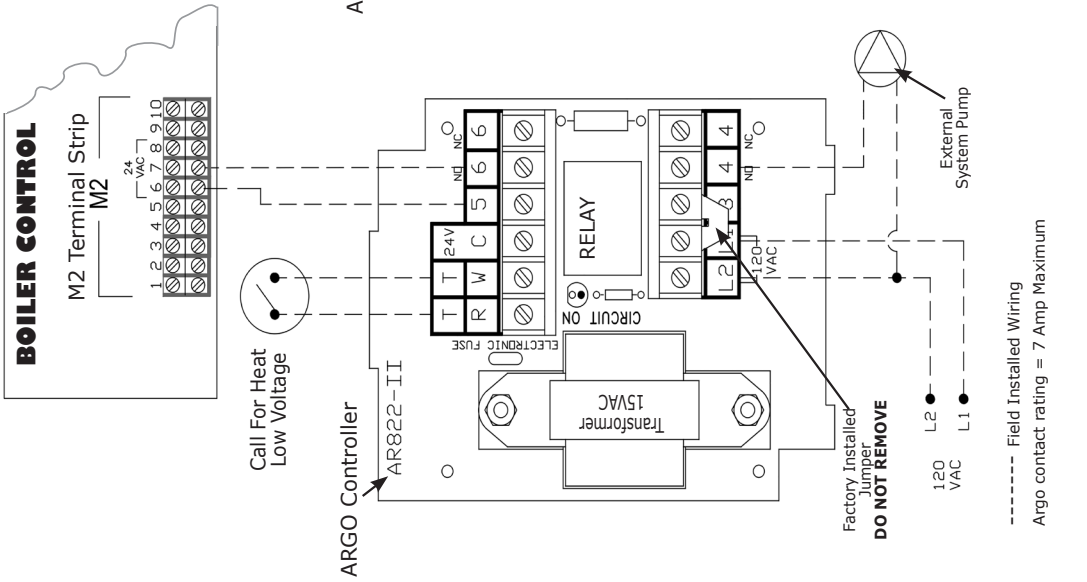 BOILER CONTROL
M2 Terminal Strip
M2
24
VAC
1 2 3 4 5 6 7 8 9 10
A
Call For Heat
Low Voltage
ARGO Controller
AR822-II
T T 24V
R W C 5 6 6
NO NC
ELECTRONIC FUSE
CIRCUIT ON
RELAY
Transformer
15VAC
L2 L1 3 4 4
NO NC
120
VAC
Factory Installed
Jumper
DO NOT REMOVE
External
System Pump
L2
L1
120
VAC
------- Field Installed Wiring
Argo contact rating = 7 Amp Maximum